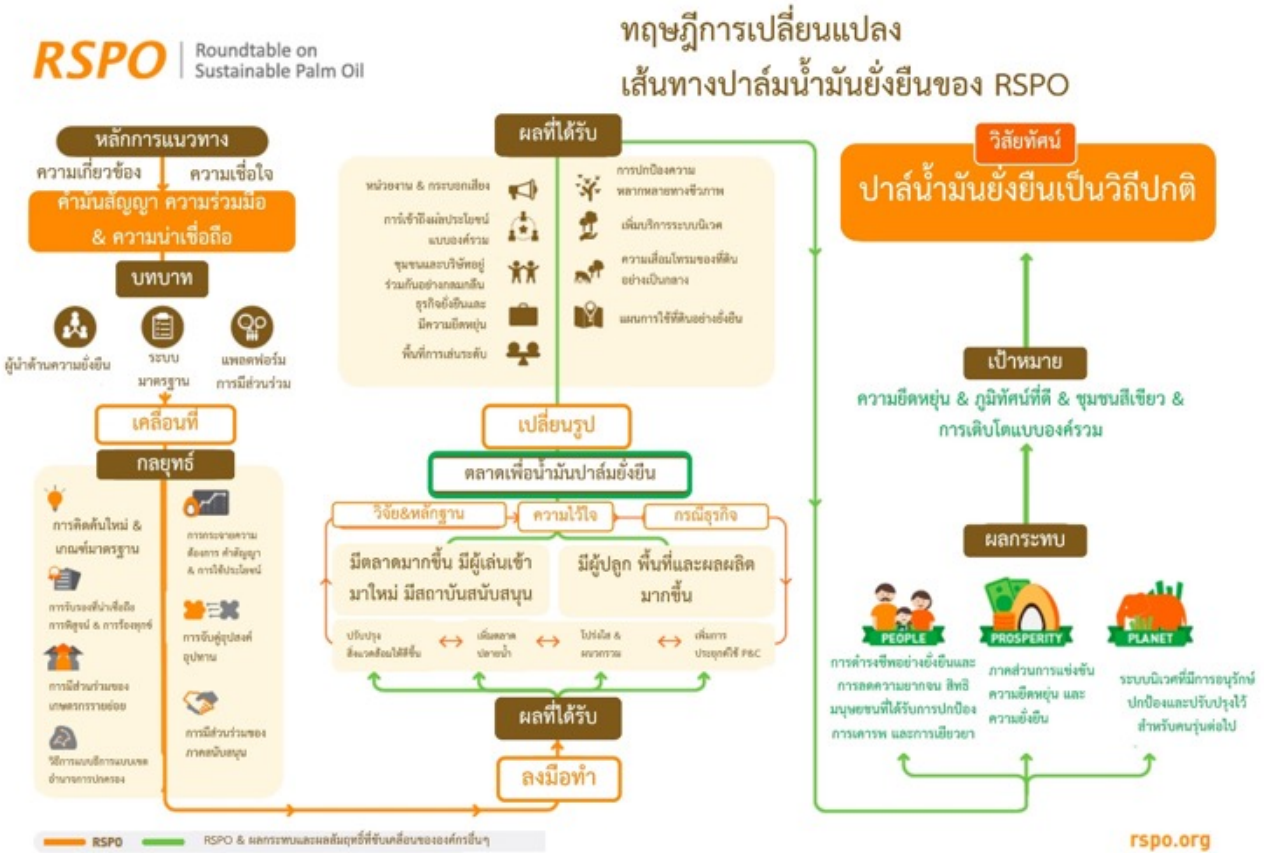 RSPO
Roundtable on
Sustainable Palm Oil
ทฤษฎีการเปลี่ยนแปลง
เส้นทางปาล์มน้ำมันยั่งยืนของ RSPO
หลักการแนวทาง
ความเกี่ยวข้อง
ความเชื่อใจ
คำมั่นสัญญา ความร่วมมือ
& ความน่าเชื่อถือ
บทบาท
ผู้นำด้านความยั่งยืน
ระบบ
มาตรฐาน
แพลตฟอร์ม
การมีส่วนร่วม
เคลื่อนที่
กลยุทธ์
การคิดค้นใหม่ &
เกณฑ์มาตรฐาน
การกระจายความ
ต้องการ คำสัญญา
& การใช้ประโยชน์
การรับรองที่น่าเชื่อถือ
การพิสูจน์ & การร้องทุกข์
การจับคู่อุปสงค์
อุปทาน
การมีส่วนร่วมของ
เกษตรกรรายย่อย
การมีส่วนร่วมของ
ภาคสนับสนุน
วิธีการแบบธีการแบบเขต
อำนาจการปกครอง
ผลที่ได้รับ
หน่วยงาน & กระบอกเสียง
การเข้าถึงผลประโยชน์
แบบองค์รวม
ชุมชนและบริษัทอยู่
ร่วมกันอย่างกลมกลืน
ธุรกิจยั่งยืนและ
มีความยืดหยุ่น
พื้นที่การเล่นระดับ
การปกป้องความ
หลากหลายทางชีวภาพ
เพิ่มบริการระบบนิเวศ
ความเสื่อมโทรมของที่ดิน
อย่างเป็นกลาง
แผนการใช้ที่ดินอย่างยั่งยืน
เปลี่ยนรูป
ตลาดเพื่อน้ำมันปาล์มยั่งยืน
วิจัย&หลักฐาน
ความไว้ใจ
กรณีธุรกิจ
มีตลาดมากขึ้น มีผู้เล่นเข้า
มาใหม่ มีสถาบันสนับสนุน
มีผู้ปลูก พื้นที่และผลผลิต
มากขึ้น
ปรับปรุง
สิ่งแวดล้อมให้ดีขึ้น
เพิ่มตลาด
ปลายน้ำ
โปร่งใส &
ผนวกรวม
เพิ่มการ
ประยุกต์ใช้ P&C
ผลที่ได้รับ
ลงมือทำ
วิสัยทัศน์
ปาล์น้ำมันยั่งยืนเป็นวิถีปกติ
เป้าหมาย
ความยืดหยุ่น & ภูมิทัศน์ที่ดี & ชุมชนสีเขียว &
การเติบโตแบบองค์รวม
ผลกระทบ
PEOPLE
PROSPERITY
PLANET
การดำรงชีพอย่างยั่งยืนและ
การลดความยากจน สิทธิ
มนุษยชนที่ได้รับการปกป้อง
การเคารพ และการเยียวยา
ภาคส่วนการแข่งขัน
ความยืดหยุ่น และ
ความยั่งยืน
ระบบนิเวศที่มีการอนุรักษ์
ปกป้องและปรับปรุงไว้
สำหรับคนรุ่นต่อไป
RSPO
RSPO & ผลกระทบและผลสัมฤทธิ์ที่ขับเคลื่อนขององค์กรอื่นๆ
rspo.org